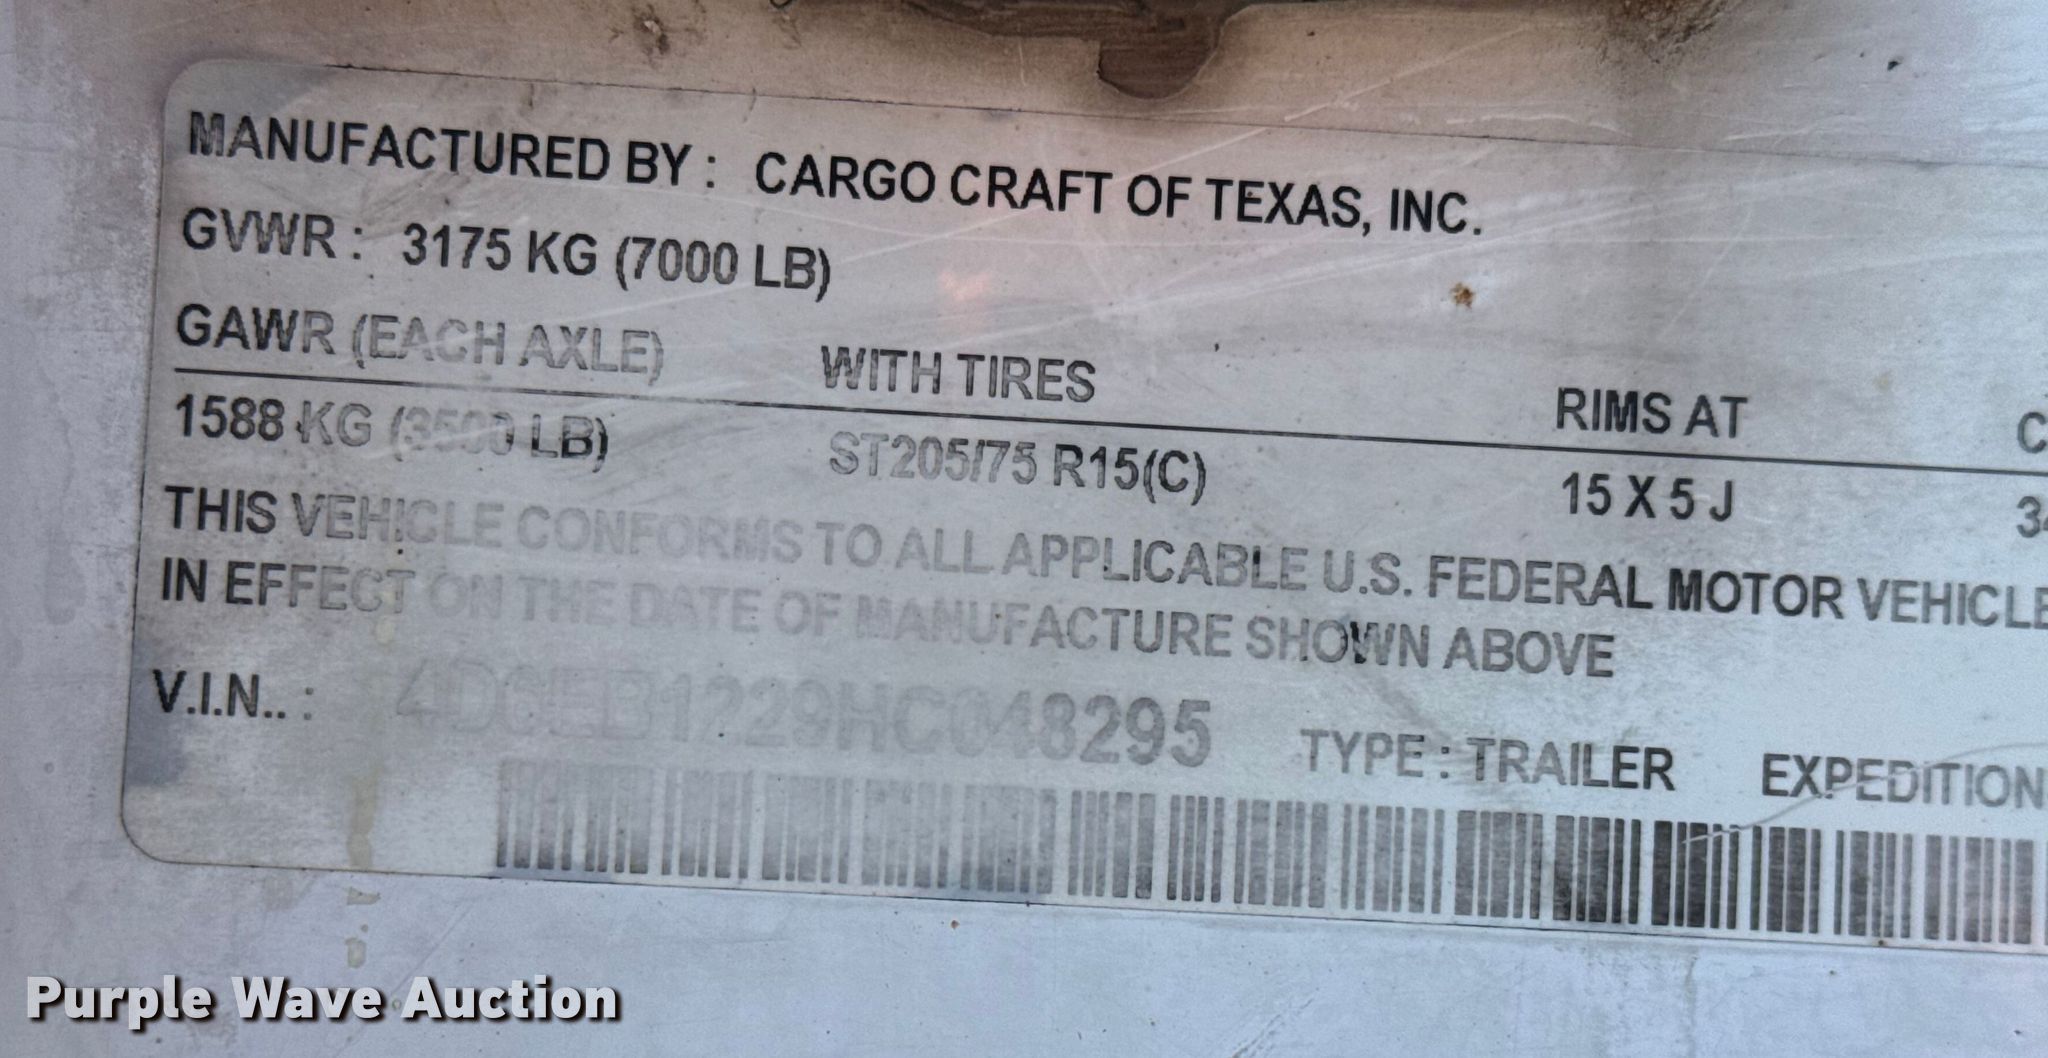 MANUFACTURED BY : CARGO CRAFT OF TEXAS, INC.
GVWR : 3175 KG (7000 LB)
GAWR (EACH AXLE) WITH TIRES RIMS AT C
1588 KG (3500 LB) ST205/75 R15(C) 15 X 5 J 34
THIS VEHICLE CONFORMS TO ALL APPLICABLE U.S. FEDERAL MOTOR VEHICLE
IN EFFECT ON THE DATE OF MANUFACTURE SHOWN ABOVE
V.I.N.. : 4D6EB1229HC048295 TYPE : TRAILER EXPEDITION
Purple Wave Auction